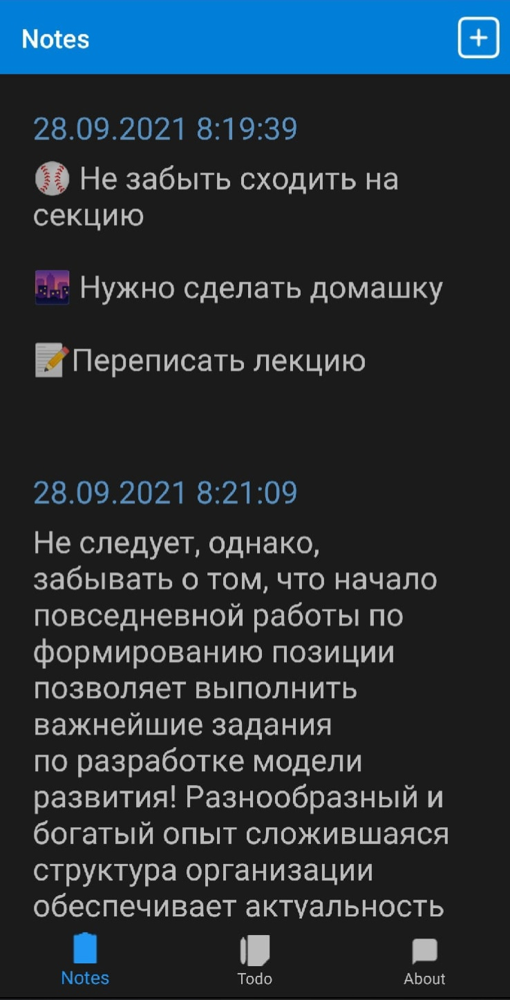 Notes
28.09.2021 8:19:39
⚾ Не забыть сходить на
секцию
🌆 Нужно сделать домашку
📝Переписать лекцию
28.09.2021 8:21:09
Не следует, однако,
забывать о том, что начало
повседневной работы по
формированию позиции
позволяет выполнить
важнейшие задания
по разработке модели
развития! Разнообразный и
богатый опыт сложившаяся
структура организации
обеспечивает актуальность
Notes
Todo
About